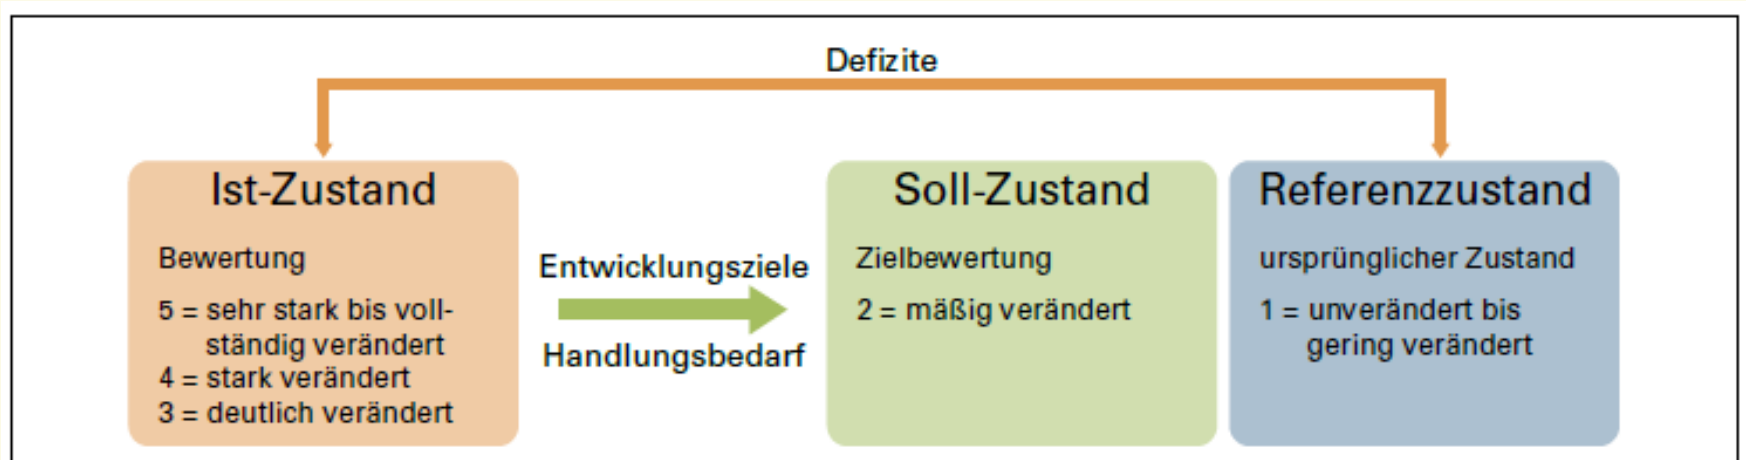 Defizite
Ist-Zustand
Bewertung
5 = sehr stark bis voll-
ständig verändert
4 = stark verändert
3 = deutlich verändert
Entwicklungsziele
Handlungsbedarf
Soll-Zustand
Zielbewertung
2 = mäßig verändert
Referenzzustand
ursprünglicher Zustand
1 = unverändert bis
gering verändert